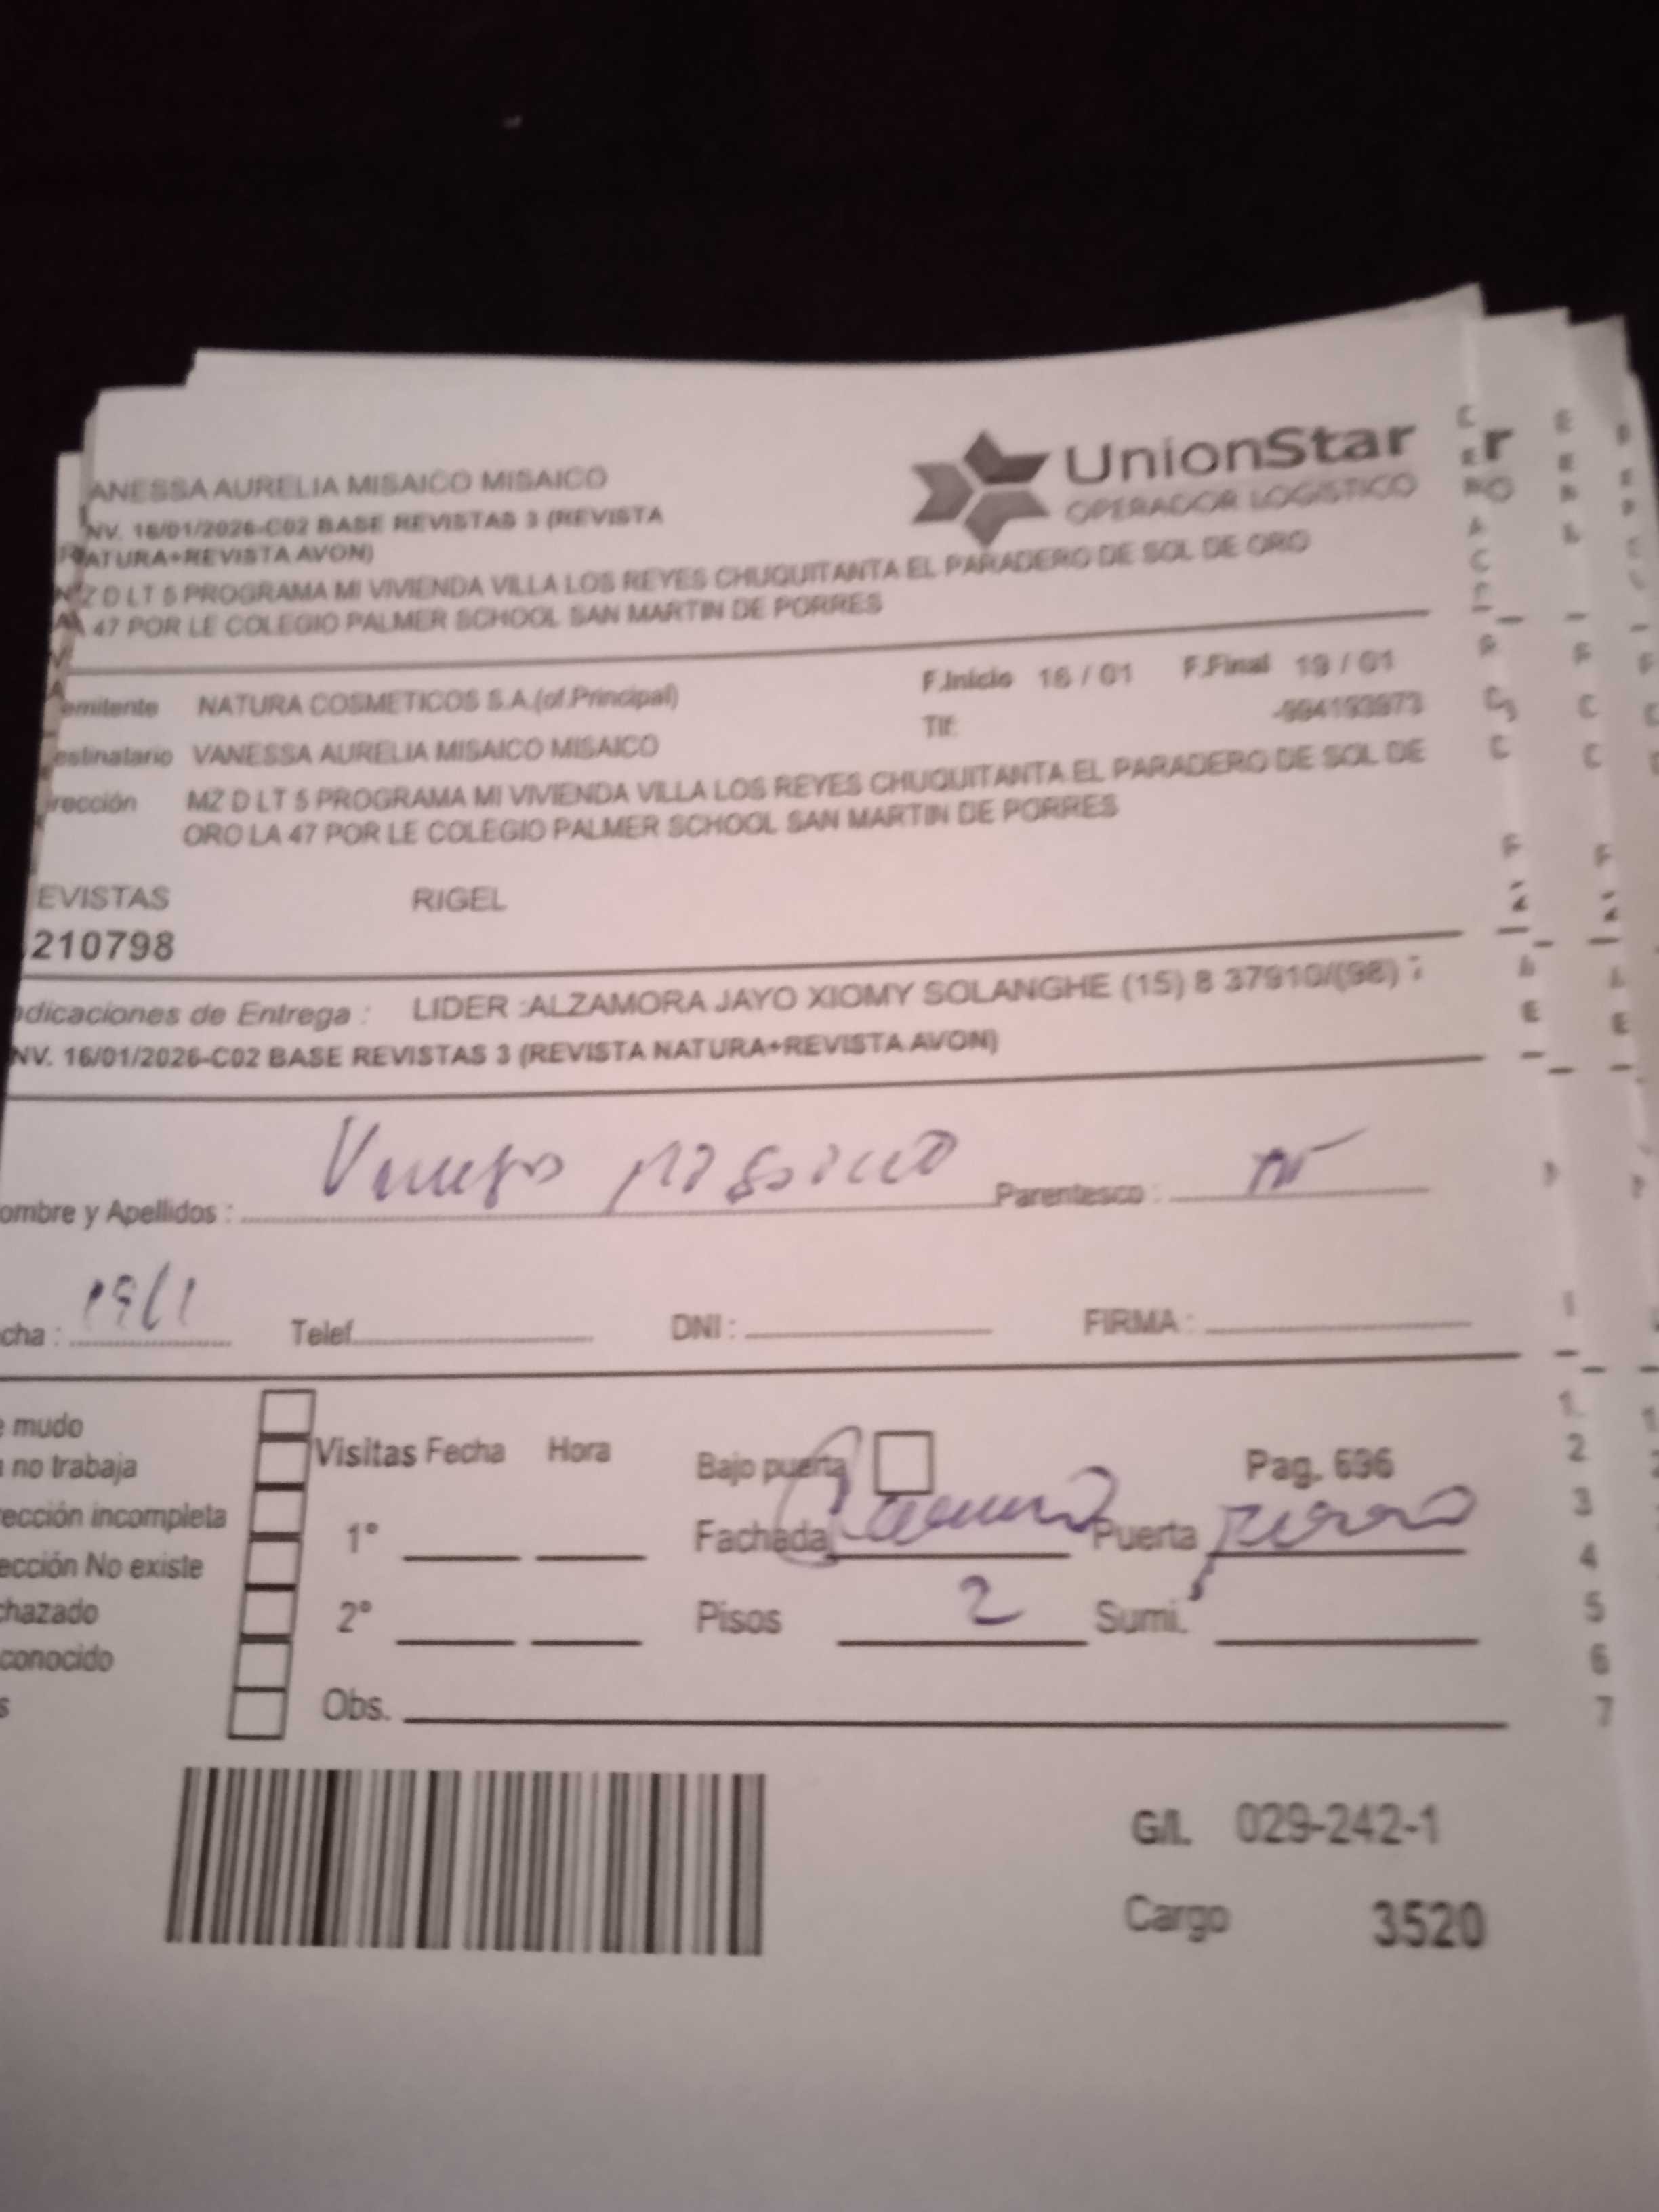 ANESSA AURELIA MISAICO MISAICO
NV. 16/01/2026-C02 BASE REVISTAS 3 (REVISTA
ATURA+REVISTA AVON)
Z D LT 5 PROGRAMA MI VIVIENDA VILLA LOS REYES CHUQUITANTA EL PARADERO DE SOL DE ORO
A 47 POR LE COLEGIO PALMER SCHOOL SAN MARTIN DE PORRES
UnionStar
OPERADOR LOGISTICO
F.Inicio 16 / 01 F.Final 19 / 01
emitente NATURA COSMETICOS S.A.(of.Principal)
Tlf:
estinatario VANESSA AURELIA MISAICO MISAICO
irección MZ D LT 5 PROGRAMA MI VIVIENDA VILLA LOS REYES CHUQUITANTA EL PARADERO DE SOL DE
ORO LA 47 POR LE COLEGIO PALMER SCHOOL SAN MARTIN DE PORRES
EVISTAS RIGEL
210798
dicaciones de Entrega : LIDER :ALZAMORA JAYO XIOMY SOLANGHE (15) 8 37910/(98)
NV. 16/01/2026-C02 BASE REVISTAS 3 (REVISTA NATURA+REVISTA AVON)
ombre y Apellidos : Parentesco :
cha : 19/1 Telef. DNI : FIRMA :
e mudo
a no trabaja
rección incompleta
ección No existe
chazado
conocido
s
Visitas Fecha Hora
1°
2°
Bajo puerta Pag. 696
Fachada Puerta
Pisos 2 Sumi.
Obs.
G/L 029-242-1
Cargo 3520